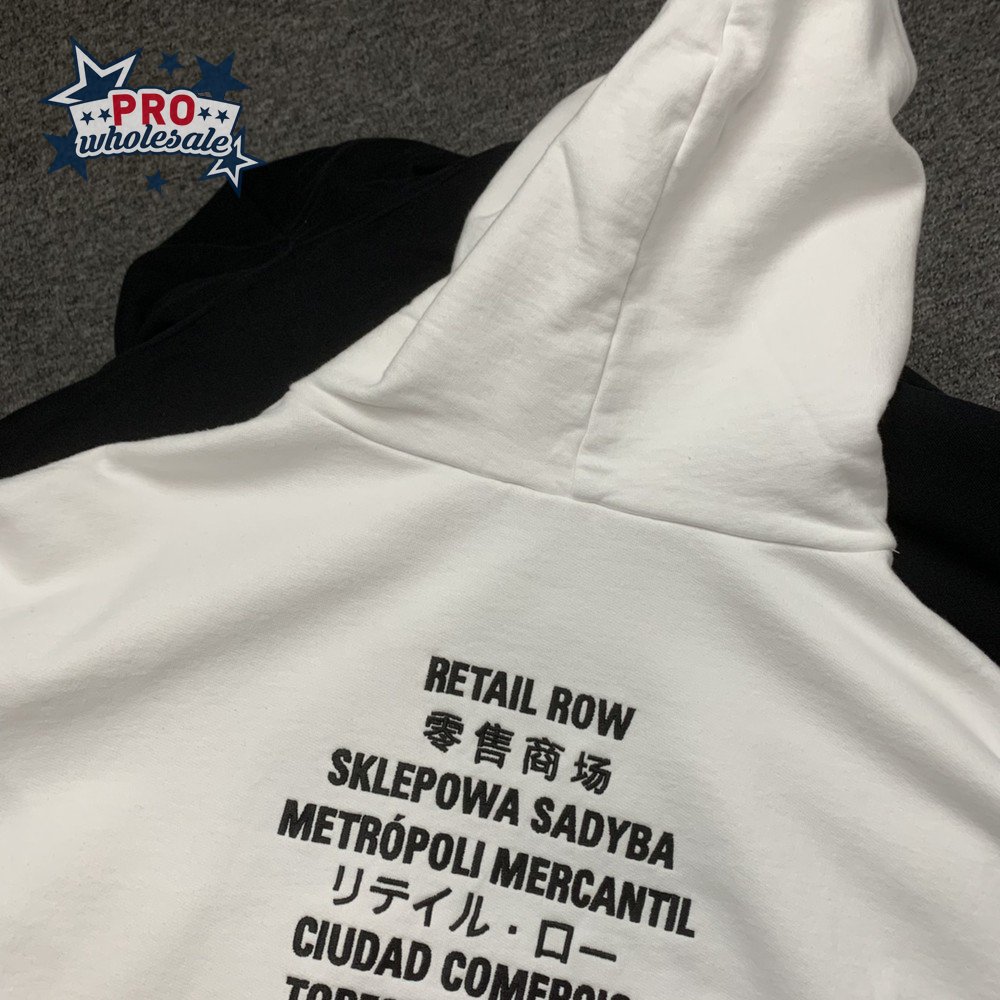 PRO
wholesale
RETAIL ROW
零售商场
SKLEPOWA SADYBA
METRÓPOLI MERCANTIL
リテイル・ロー
CIUDAD